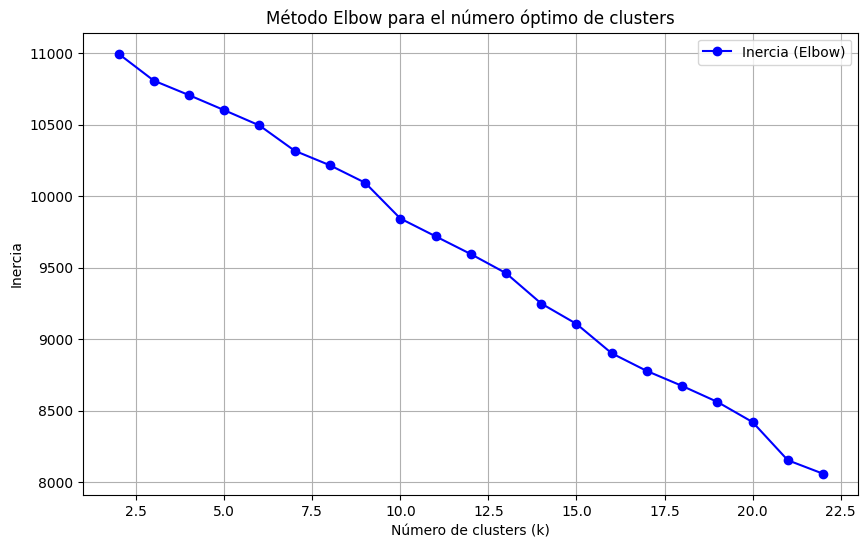 Método Elbow para el número óptimo de clusters
Inercia (Elbow)
11000
10500
10000
9500
9000
8500
8000
Inercia
2.5 5.0 7.5 10.0 12.5 15.0 17.5 20.0 22.5
Número de clusters (k)